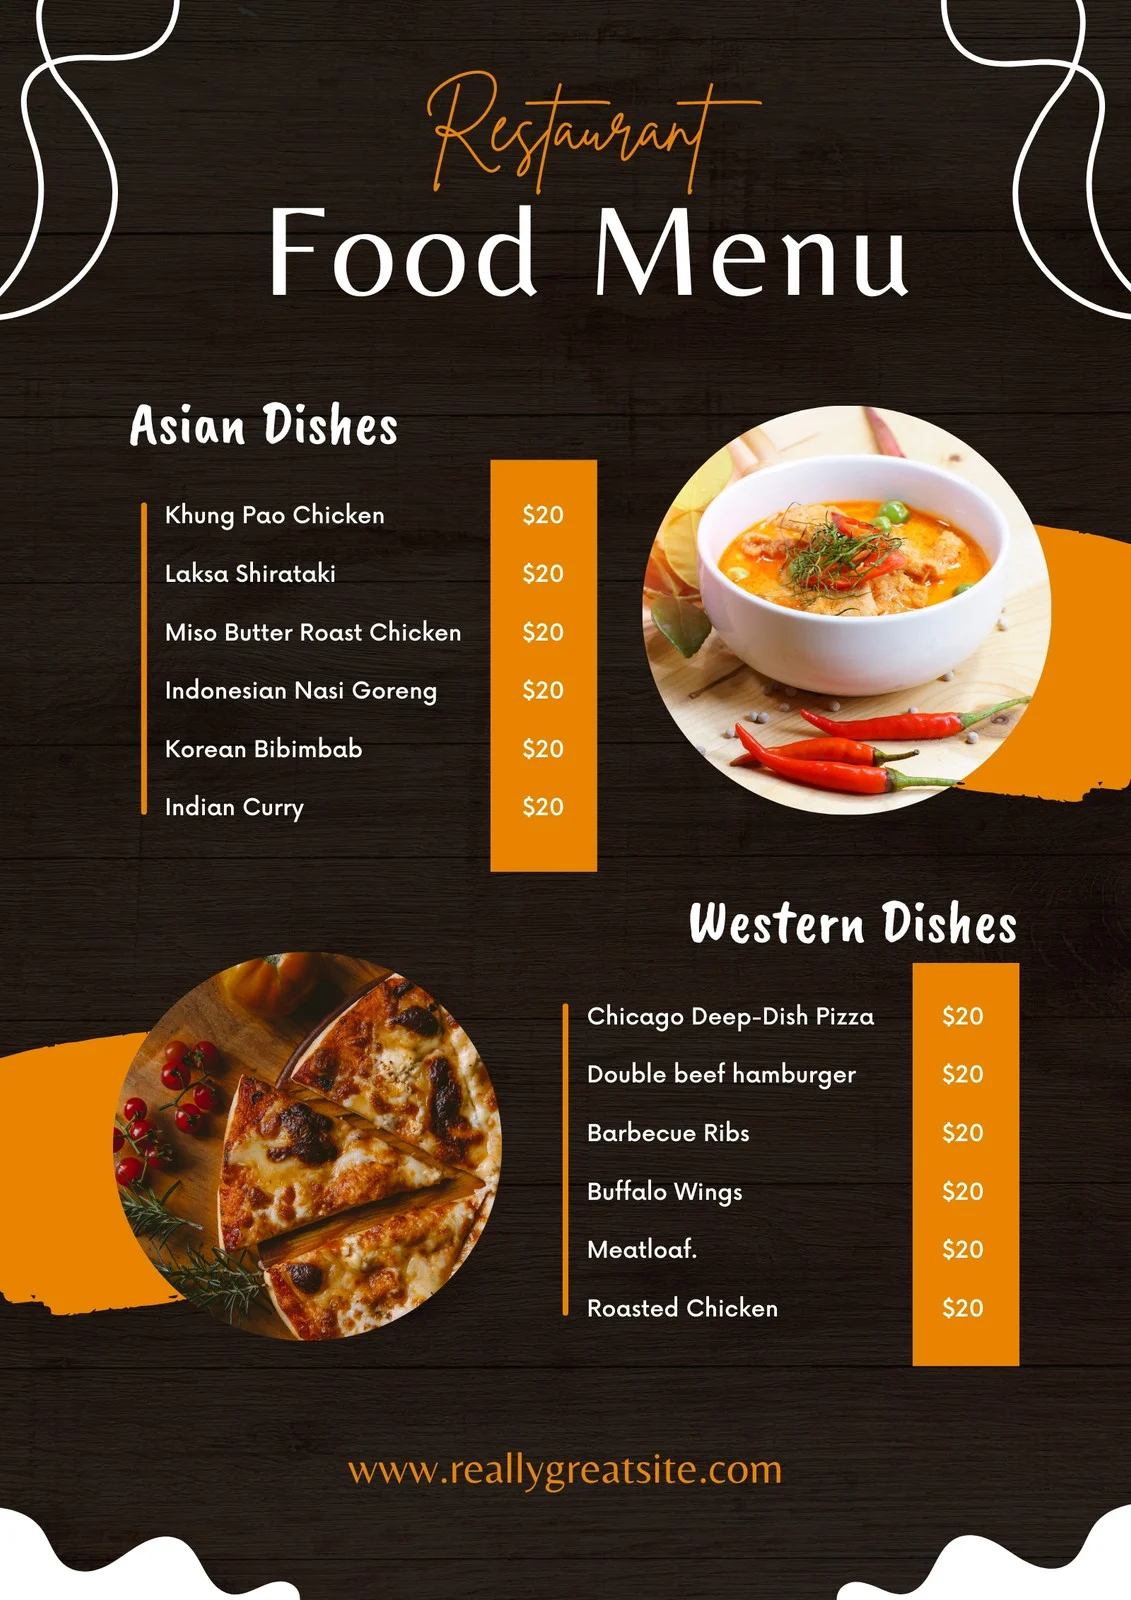 Restaurant
Food Menu
Asian Dishes
Khung Pao Chicken $20
Laksa Shirataki $20
Miso Butter Roast Chicken $20
Indonesian Nasi Goreng $20
Korean Bibimbab $20
Indian Curry $20
Western Dishes
Chicago Deep-Dish Pizza $20
Double beef hamburger $20
Barbecue Ribs $20
Buffalo Wings $20
Meatloaf. $20
Roasted Chicken $20
www.reallygreatsite.com